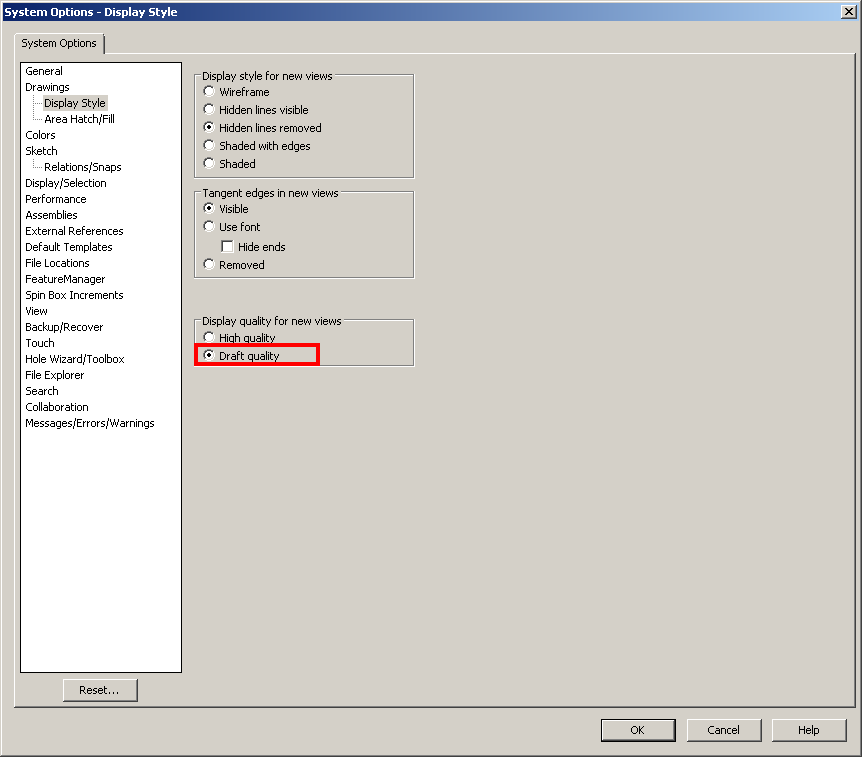 System Options - Display Style
System Options
General
Drawings
Display Style
Area Hatch/Fill
Colors
Sketch
Relations/Snaps
Display/Selection
Performance
Assemblies
External References
Default Templates
File Locations
FeatureManager
Spin Box Increments
View
Backup/Recover
Touch
Hole Wizard/Toolbox
File Explorer
Search
Collaboration
Messages/Errors/Warnings
Reset...
Display style for new views
Wireframe
Hidden lines visible
Hidden lines removed
Shaded with edges
Shaded
Tangent edges in new views
Visible
Use font
Hide ends
Removed
Display quality for new views
High quality
Draft quality
OK
Cancel
Help